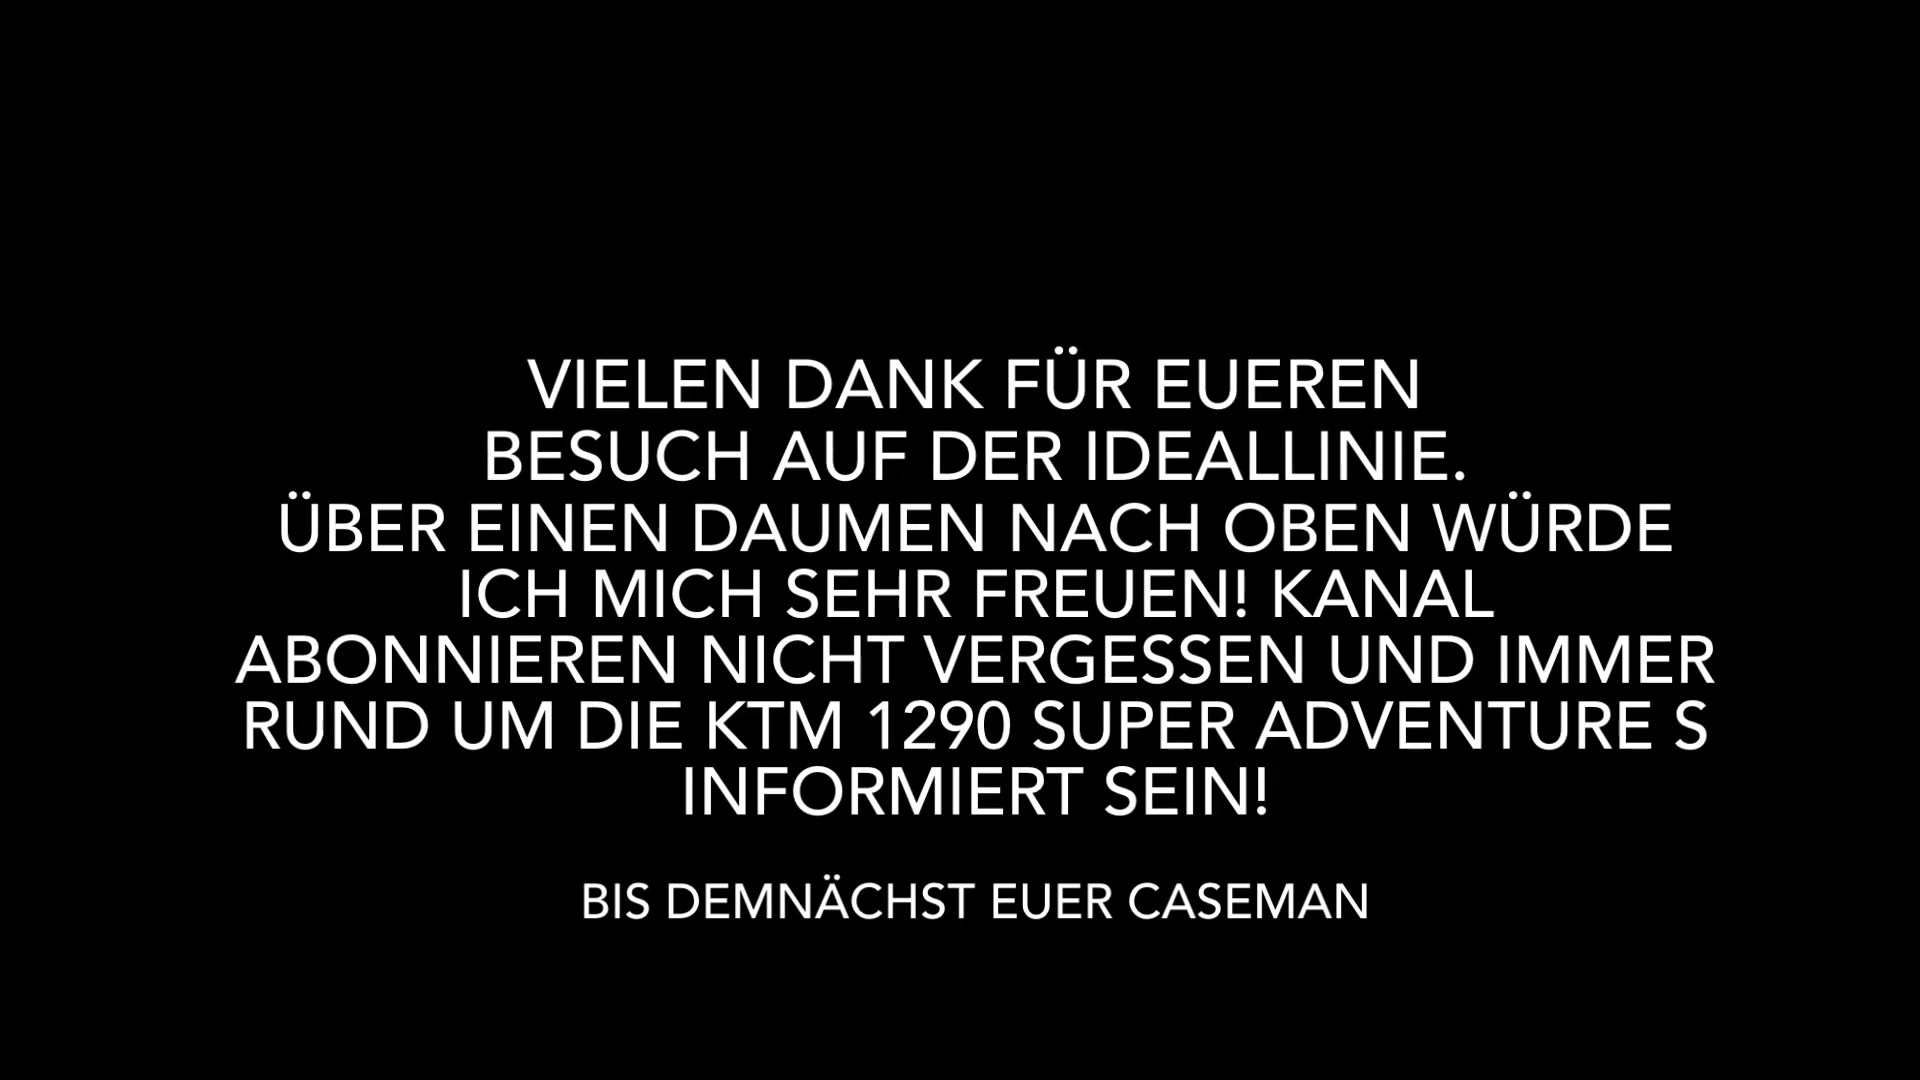 VIELEN DANK FÜR EUEREN
BESUCH AUF DER IDEALLINIE.
ÜBER EINEN DAUMEN NACH OBEN WÜRDE
ICH MICH SEHR FREUEN! KANAL
ABONNIEREN NICHT VERGESSEN UND IMMER
RUND UM DIE KTM 1290 SUPER ADVENTURE S
INFORMIERT SEIN!
BIS DEMNÄCHST EUER CASEMAN